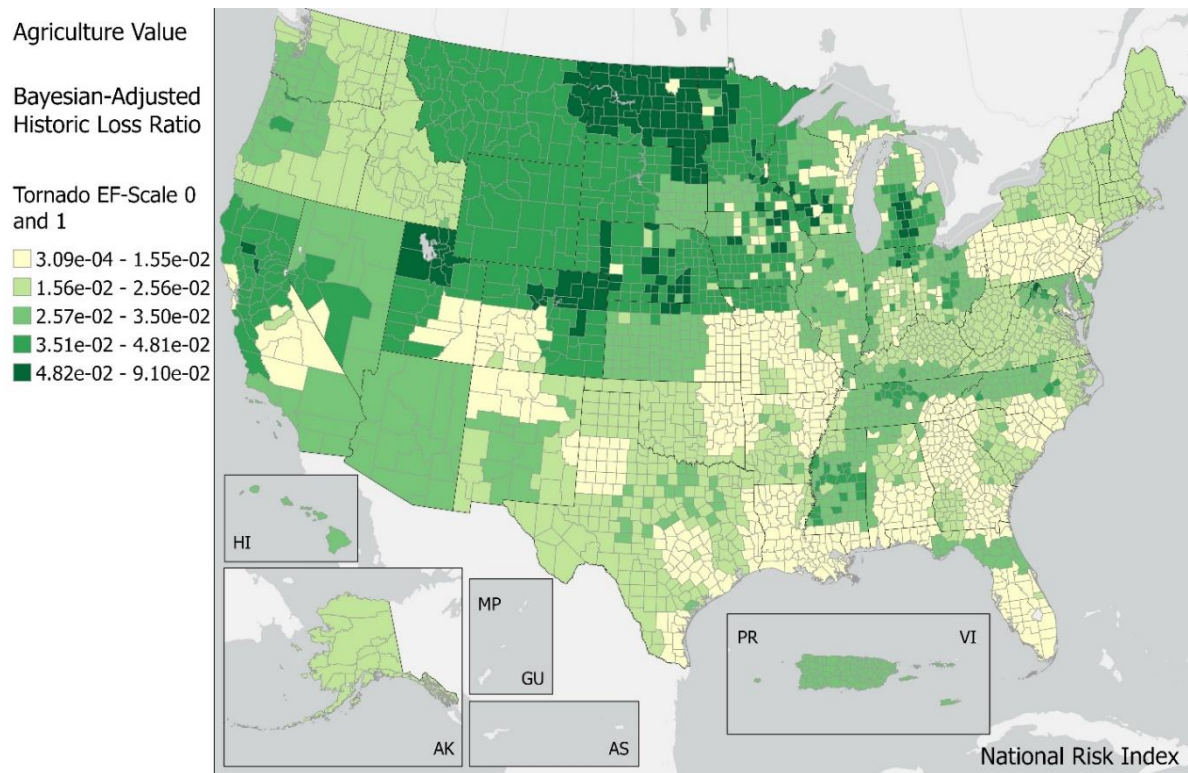 Agriculture Value
Bayesian-Adjusted
Historic Loss Ratio
Tornado EF-Scale 0
and 1
3.09e-04 - 1.55e-02
1.56e-02 - 2.56e-02
2.57e-02 - 3.50e-02
3.51e-02 - 4.81e-02
4.82e-02 - 9.10e-02
HI
AK
MP
GU
AS
PR
VI
National Risk Index